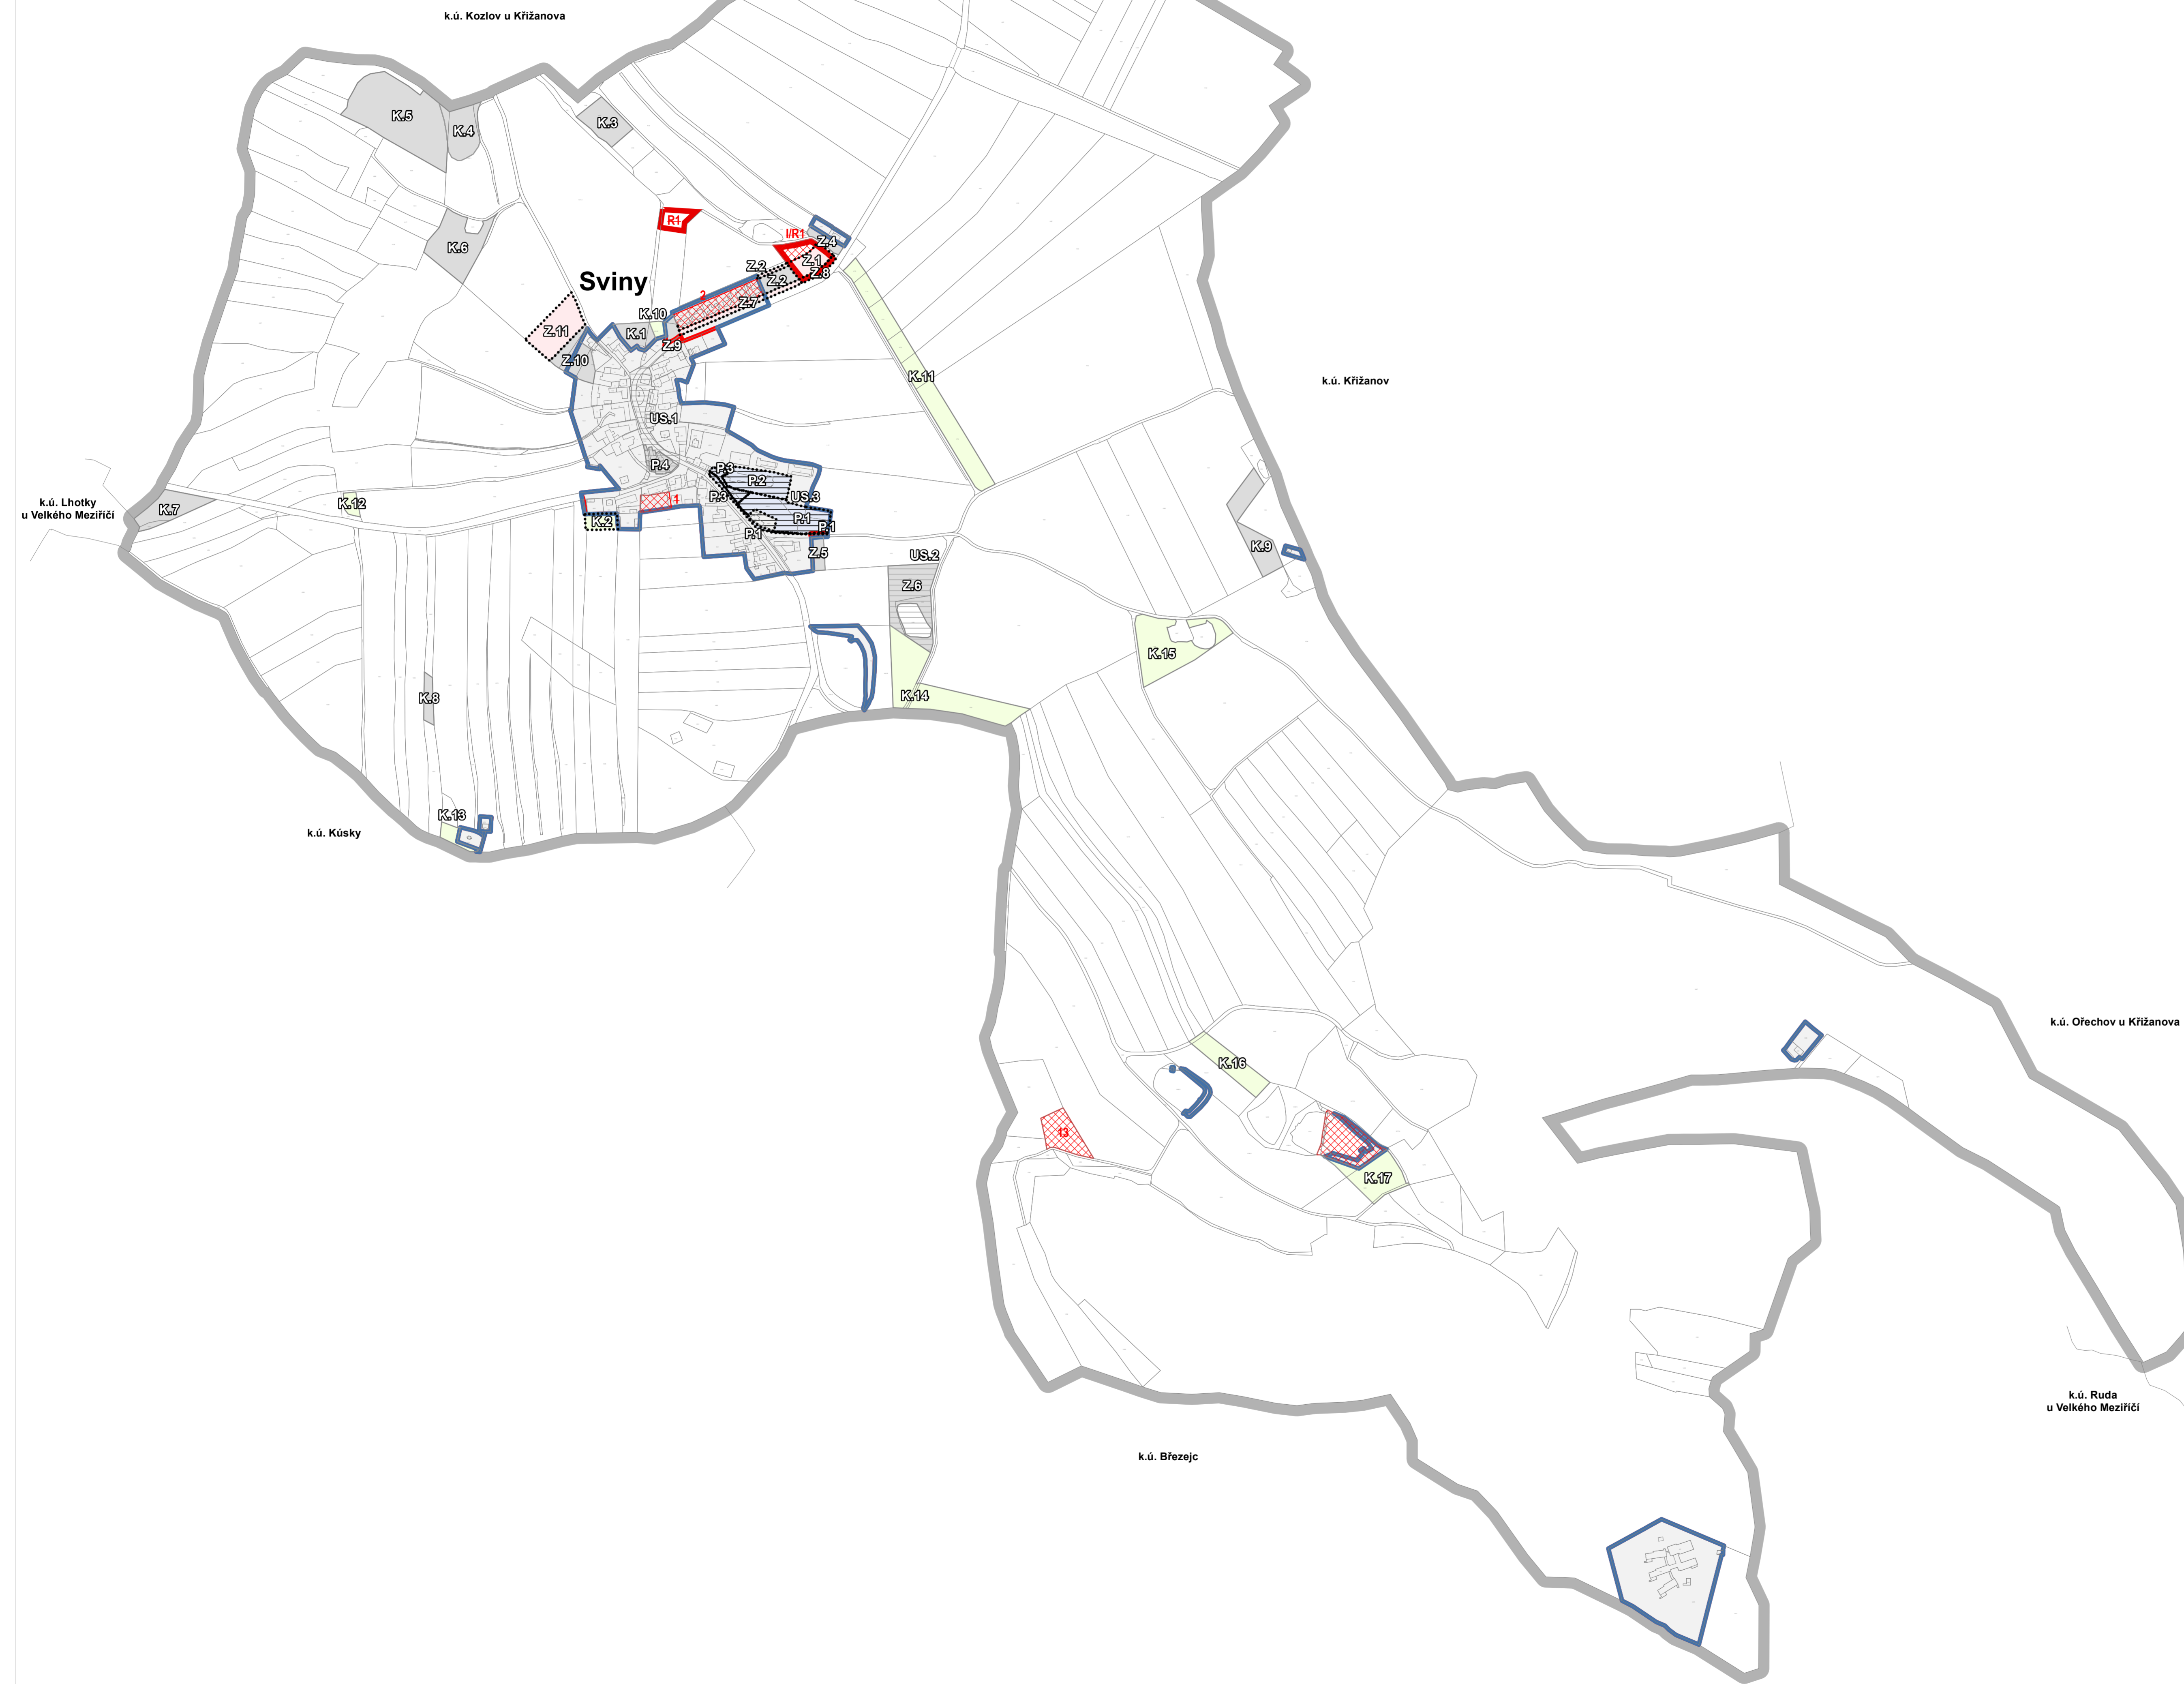 k.ú. Kozlov u Křižanova
K.5
K.4
K.3
R1
I/R1
K.6
Z.4
Z.1
Z.2
Z.8
Z.2
Sviny
2
Z.7
K.10
Z.11
K.1
Z.9
Z.10
K.11
k.ú. Křižanov
US.1
P.4
P.3
P.2
k.ú. Lhotky
u Velkého Meziříčí
K.7
K.12
1
P.3
US.3
K.2
P.1
P.1
P.1
Z.5
US.2
K.9
Z.6
K.15
K.8
K.14
K.13
k.ú. Kúsky
k.ú. Ořechov u Křižanova
K.16
13
K.17
k.ú. Ruda
u Velkého Meziříčí
k.ú. Březejc